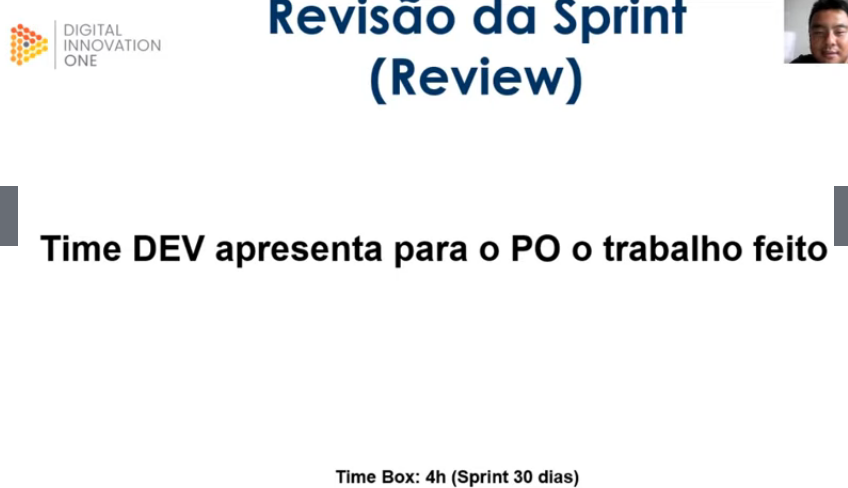 DIGITAL
INNOVATION
ONE
Revisão da Sprint
(Review)
Time DEV apresenta para o PO o trabalho feito
Time Box: 4h (Sprint 30 dias)